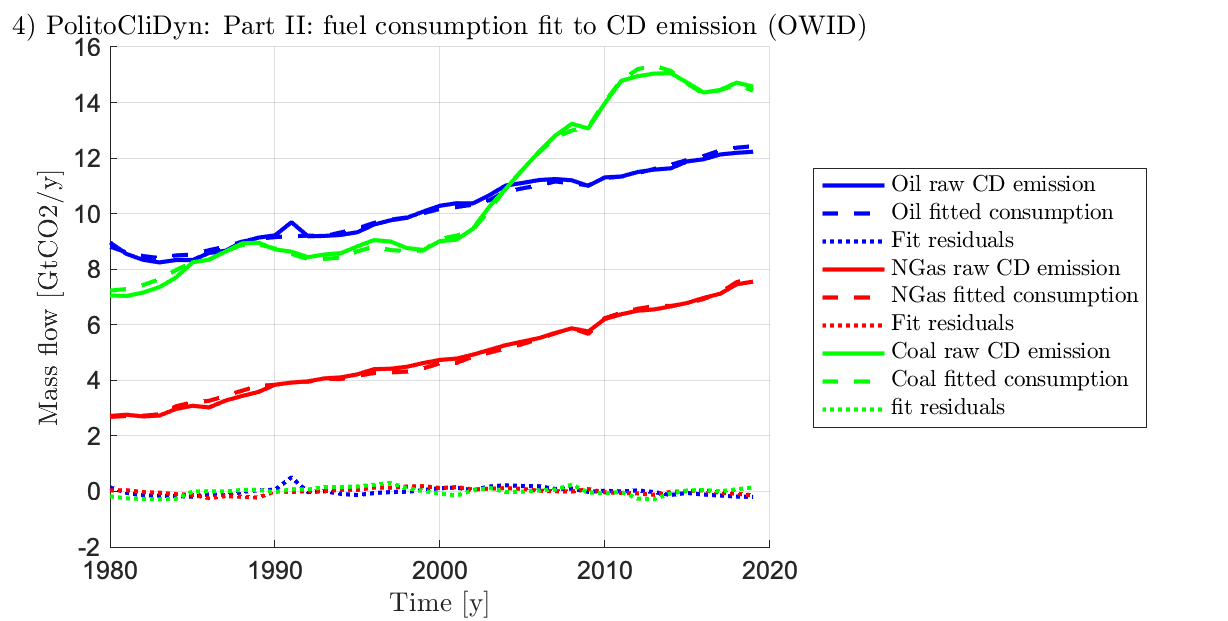 4) PolitoCliDyn: Part II: fuel consumption fit to CD emission (OWID)
16
14
12
10
8
6
4
2
0
-2
Mass flow [GtCO2/y]
1980 1990 2000 2010 2020
Time [y]
Oil raw CD emission
Oil fitted consumption
Fit residuals
NGas raw CD emission
NGas fitted consumption
Fit residuals
Coal raw CD emission
Coal fitted consumption
fit residuals